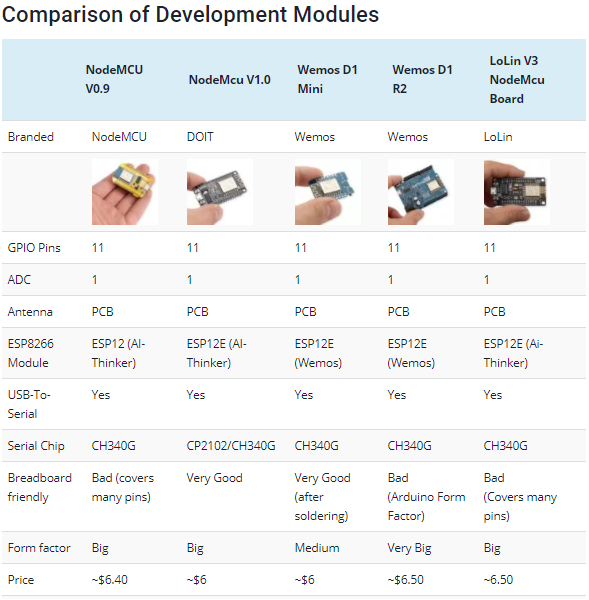 Comparison of Development Modules
NodeMCU V0.9 NodeMcu V1.0 Wemos D1 Mini Wemos D1 R2 LoLin V3 NodeMcu Board
Branded NodeMCU DOIT Wemos Wemos LoLin
GPIO Pins 11 11 11 11 11
ADC 1 1 1 1 1
Antenna PCB PCB PCB PCB PCB
ESP8266 Module ESP12 (AI-Thinker) ESP12E (AI-Thinker) ESP12E (Wemos) ESP12E (Wemos) ESP12E (Ai-Thinker)
USB-To-Serial Yes Yes Yes Yes Yes
Serial Chip CH340G CP2102/CH340G CH340G CH340G CH340G
Breadboard friendly Bad (covers many pins) Very Good Very Good (after soldering) Bad (Arduino Form Factor) Bad (Covers many pins)
Form factor Big Big Medium Very Big Big
Price ~$6.40 ~$6 ~$6 ~$6.50 ~6.50